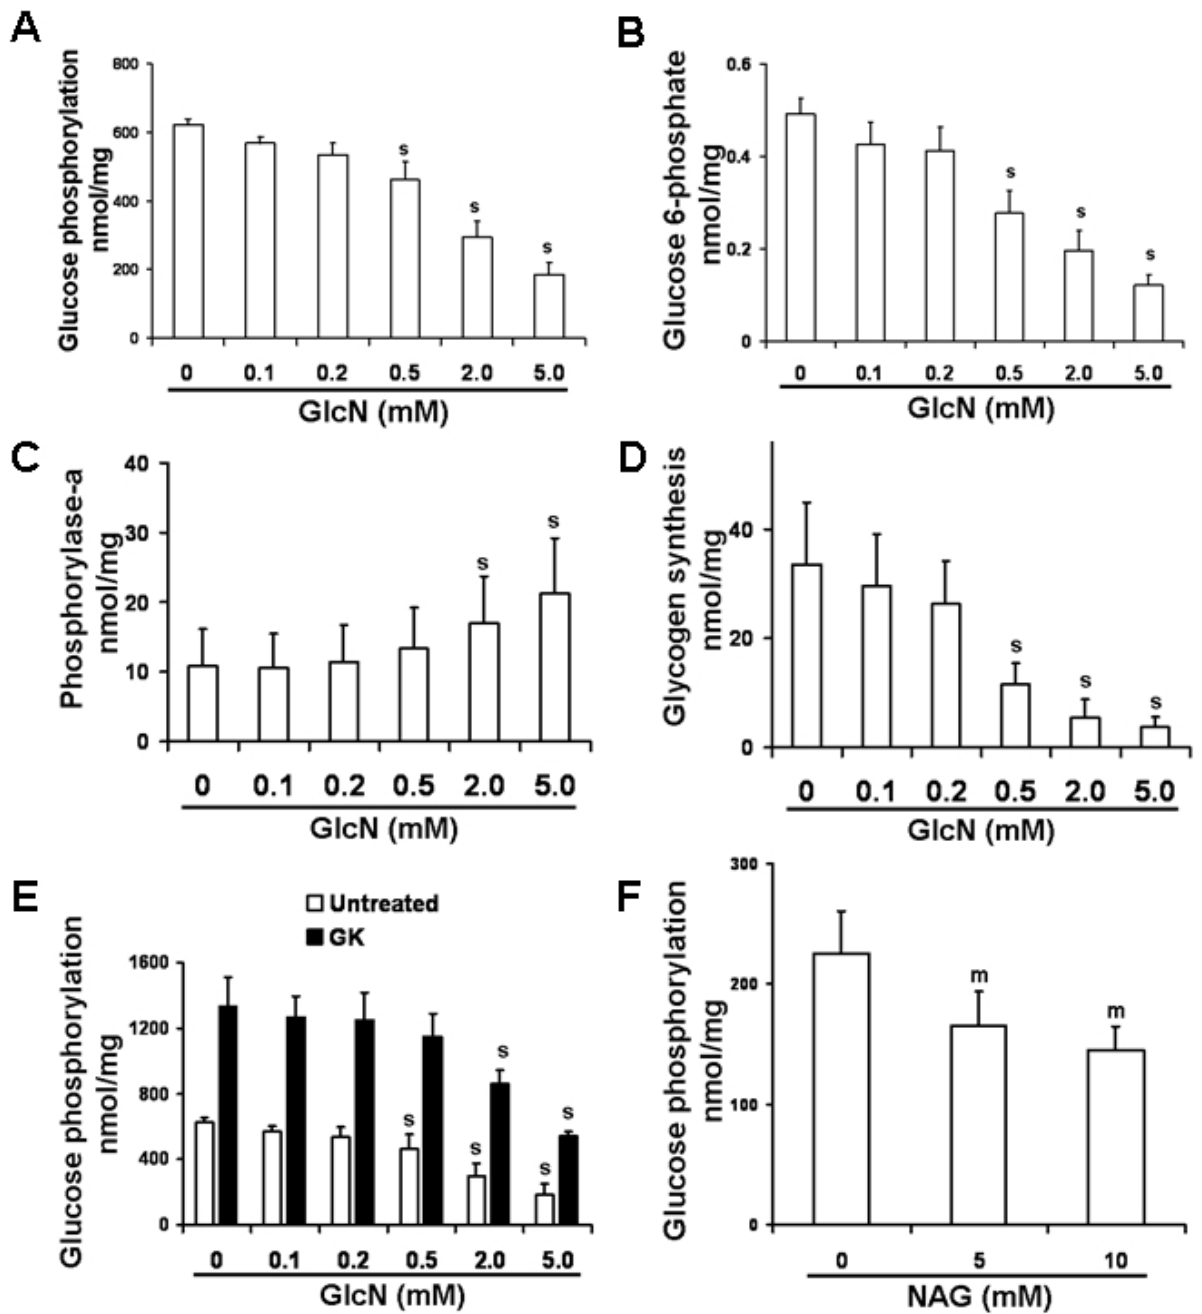 A
Glucose phosphorylation
nmol/mg
800
600
400
200
0
s
s
s
0 0.1 0.2 0.5 2.0 5.0
GlcN (mM)
B
Glucose 6-phosphate
nmol/mg
0.6
0.4
0.2
0
s
s
s
0 0.1 0.2 0.5 2.0 5.0
GlcN (mM)
C
Phosphorylase-a
nmol/mg
40
30
20
10
0
s
s
0 0.1 0.2 0.5 2.0 5.0
GlcN (mM)
D
Glycogen synthesis
nmol/mg
40
20
0
s
s
s
0 0.1 0.2 0.5 2.0 5.0
GlcN (mM)
E
Untreated
GK
Glucose phosphorylation
nmol/mg
1600
1200
800
400
0
s
s
s
s
s
0 0.1 0.2 0.5 2.0 5.0
GlcN (mM)
F
Glucose phosphorylation
nmol/mg
300
200
100
0
m
m
0 5 10
NAG (mM)